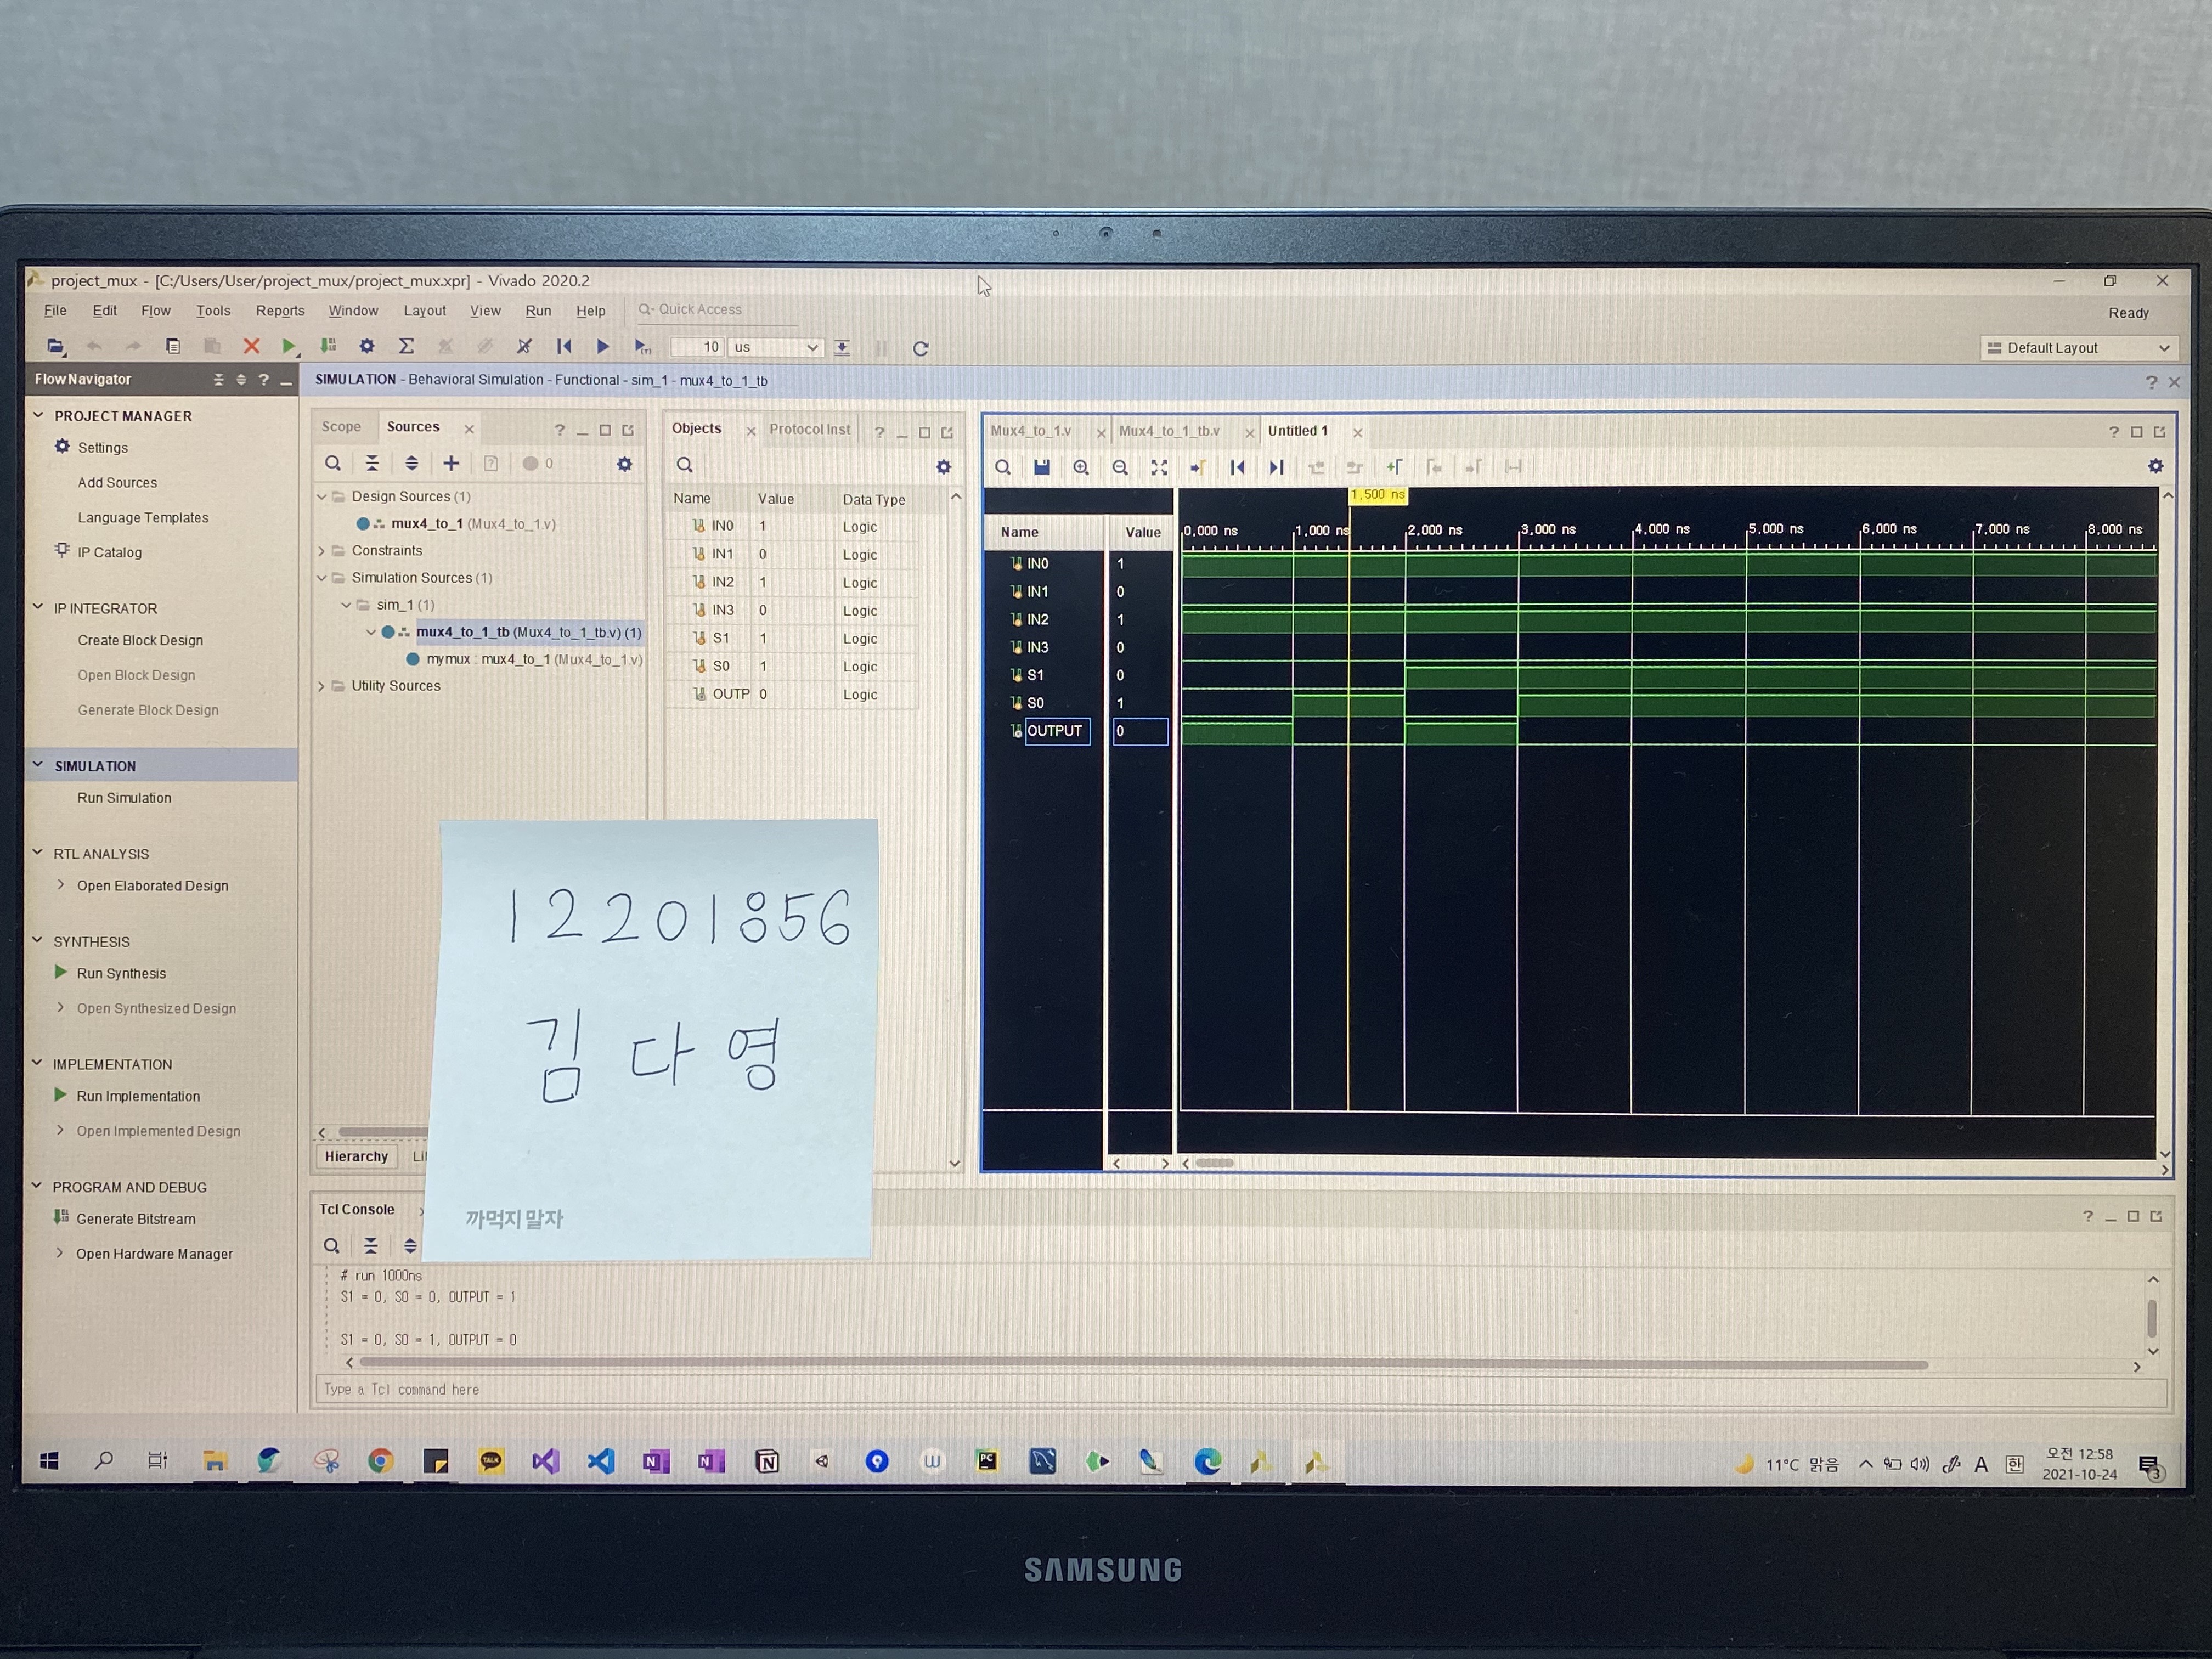 project_mux - [C:/Users/User/project_mux/project_mux.xpr] - Vivado 2020.2
File Edit Flow Tools Reports Window Layout View Run Help Quick Access
Ready
10 us
Default Layout
Flow Navigator
SIMULATION - Behavioral Simulation - Functional - sim_1 - mux4_to_1_tb
PROJECT MANAGER
Settings
Add Sources
Language Templates
IP Catalog
IP INTEGRATOR
Create Block Design
Open Block Design
Generate Block Design
SIMULATION
Run Simulation
RTL ANALYSIS
Open Elaborated Design
SYNTHESIS
Run Synthesis
Open Synthesized Design
IMPLEMENTATION
Run Implementation
Open Implemented Design
PROGRAM AND DEBUG
Generate Bitstream
Open Hardware Manager
Scope Sources
0
Design Sources (1)
mux4_to_1 (Mux4_to_1.v)
Constraints
Simulation Sources (1)
sim_1 (1)
mux4_to_1_tb (Mux4_to_1_tb.v) (1)
mymux : mux4_to_1 (Mux4_to_1.v)
Utility Sources
Hierarchy
Objects Protocol Inst
Name Value Data Type
IN0 1 Logic
IN1 0 Logic
IN2 1 Logic
IN3 0 Logic
S1 1 Logic
S0 1 Logic
OUTP 0 Logic
Mux4_to_1.v Mux4_to_1_tb.v Untitled 1
1,500 ns
Name Value 0,000 ns 1,000 ns 2,000 ns 3,000 ns 4,000 ns 5,000 ns 6,000 ns 7,000 ns 8,000 ns
IN0 1
IN1 0
IN2 1
IN3 0
S1 0
S0 1
OUTPUT 0
12201856
김다영
까먹지 말자
Tcl Console
# run 1000ns
S1 = 0, S0 = 0, OUTPUT = 1
S1 = 0, S0 = 1, OUTPUT = 0
Type a Tcl command here
11°C 맑음
A 한
오전 12:58
2021-10-24
3
SAMSUNG